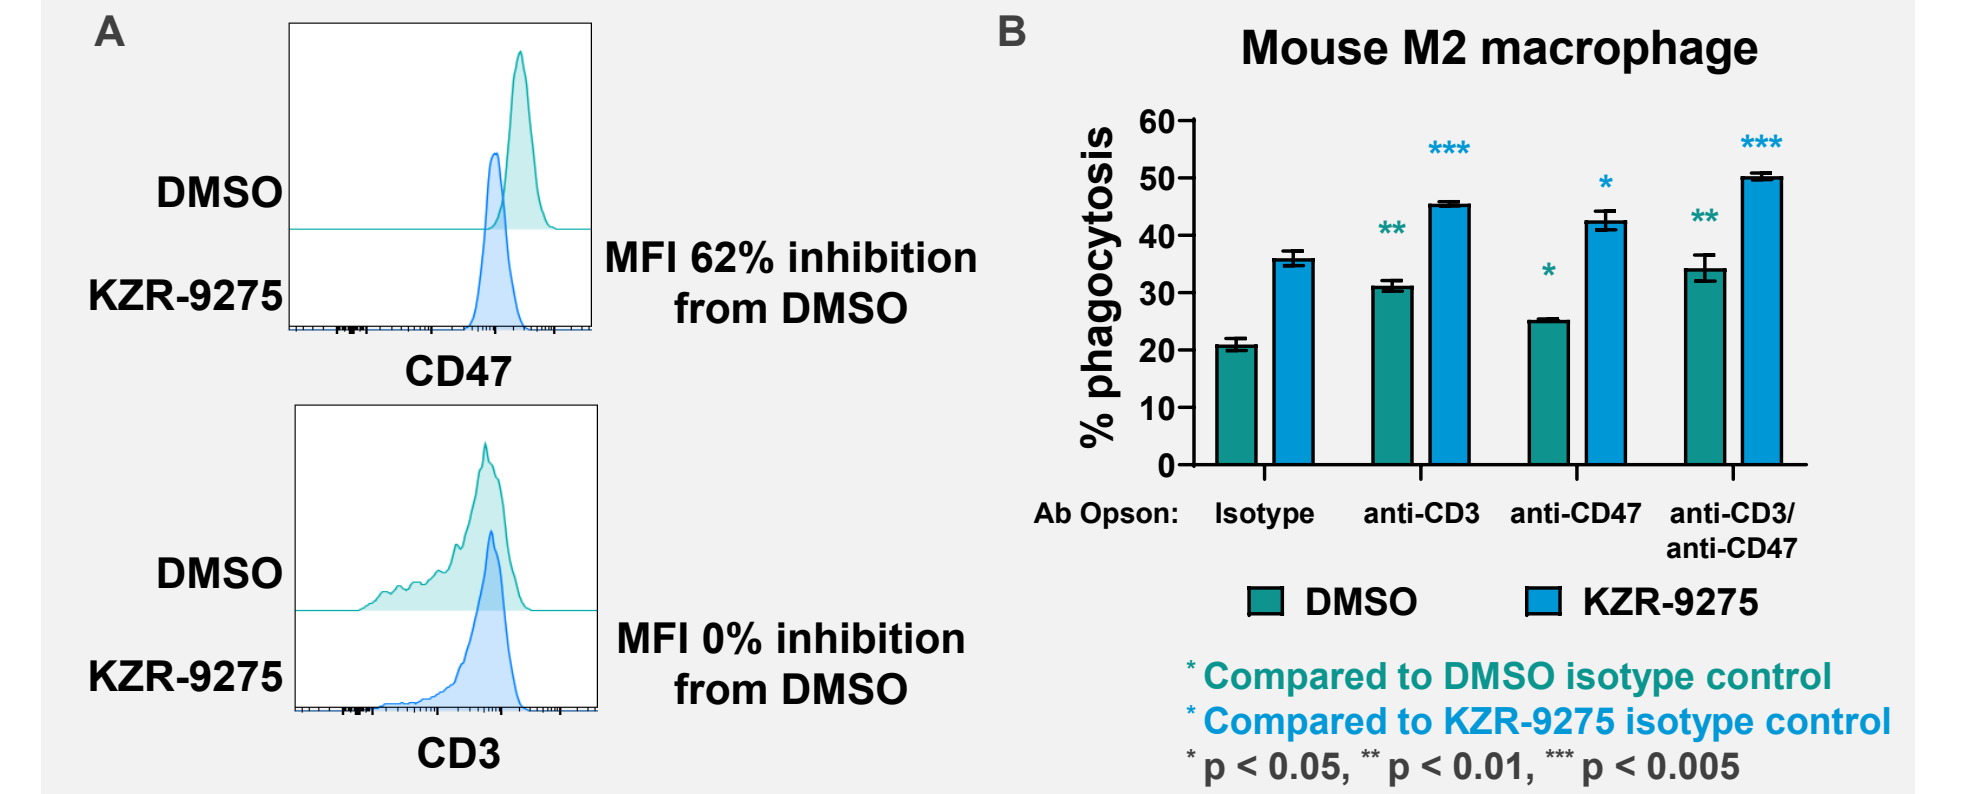 A
DMSO
KZR-9275
MFI 62% inhibition
from DMSO
CD47
DMSO
KZR-9275
MFI 0% inhibition
from DMSO
CD3
B
Mouse M2 macrophage
% phagocytosis
60
50
40
30
20
10
0
**
***
*
*
**
***
Ab Opson: Isotype anti-CD3 anti-CD47 anti-CD3/
anti-CD47
DMSO KZR-9275
* Compared to DMSO isotype control
* Compared to KZR-9275 isotype control
* p < 0.05, ** p < 0.01, *** p < 0.005